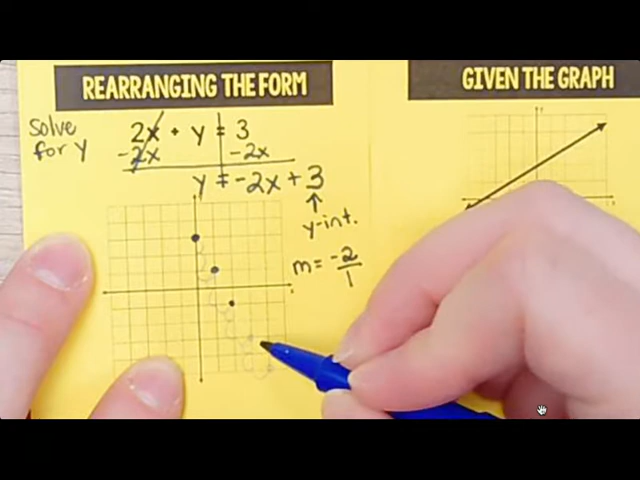 REARRANGING THE FORM
GIVEN THE GRAPH
Solve
for y
2x + y = 3
-2x -2x
y = -2x + 3
↑
y-int.
m = -2/1